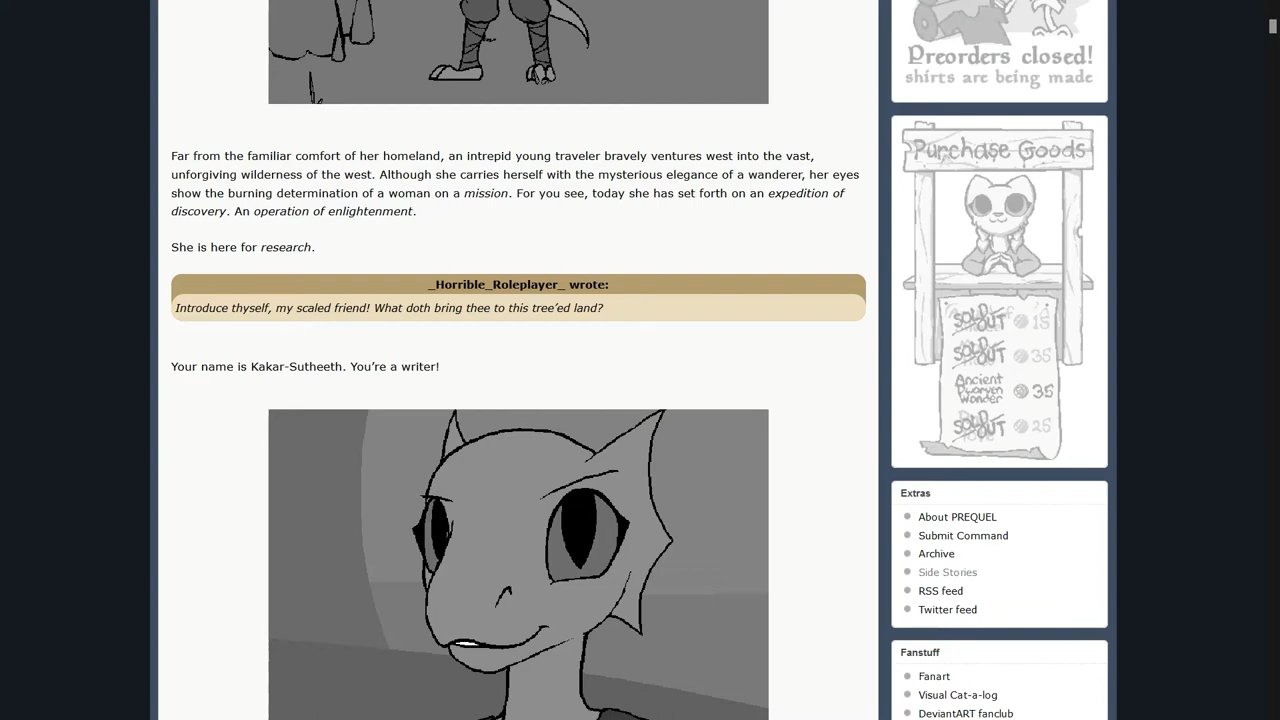 Preorders closed!
shirts are being made
Far from the familiar comfort of her homeland, an intrepid young traveler bravely ventures west into the vast,
unforgiving wilderness of the west. Although she carries herself with the mysterious elegance of a wanderer, her eyes
show the burning determination of a woman on a mission. For you see, today she has set forth on an expedition of
discovery. An operation of enlightenment.
She is here for research.
_Horrible_Roleplayer_ wrote:
Introduce thyself, my scaled friend! What doth bring thee to this tree’ed land?
Your name is Kakar-Sutheeth. You’re a writer!
Purchase Goods
SOLD OUT 15
SOLD OUT 35
Ancient
Dwarven
Wonder 35
SOLD OUT 25
Extras
About PREQUEL
Submit Command
Archive
Side Stories
RSS feed
Twitter feed
Fanstuff
Fanart
Visual Cat-a-log
DeviantART fanclub